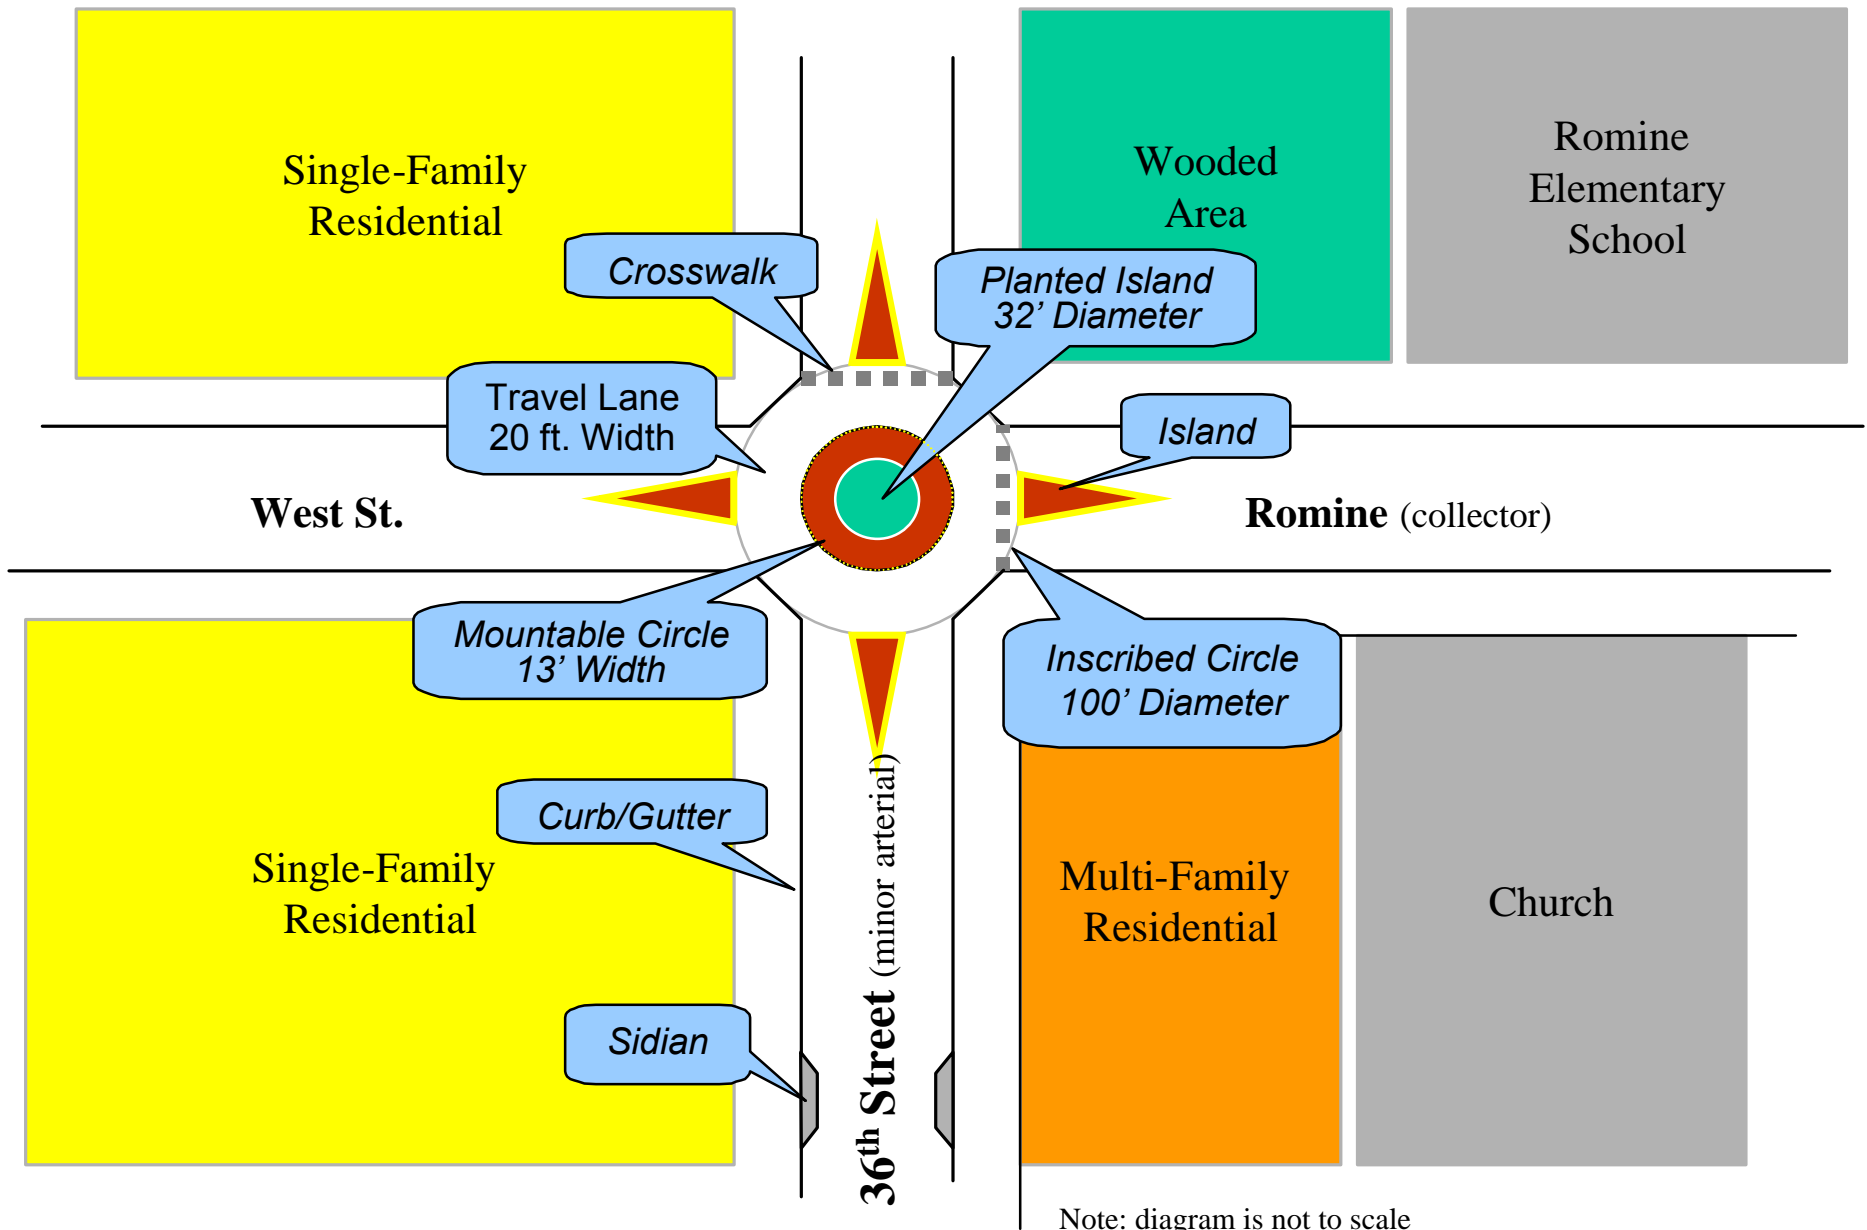 Single-Family
Residential
Wooded
Area
Romine
Elementary
School
Crosswalk
Planted Island
32’ Diameter
Travel Lane
20 ft. Width
Island
West St.
Romine (collector)
Mountable Circle
13’ Width
Inscribed Circle
100’ Diameter
Curb/Gutter
Single-Family
Residential
Multi-Family
Residential
Church
Sidian
36th Street (minor arterial)
Note: diagram is not to scale